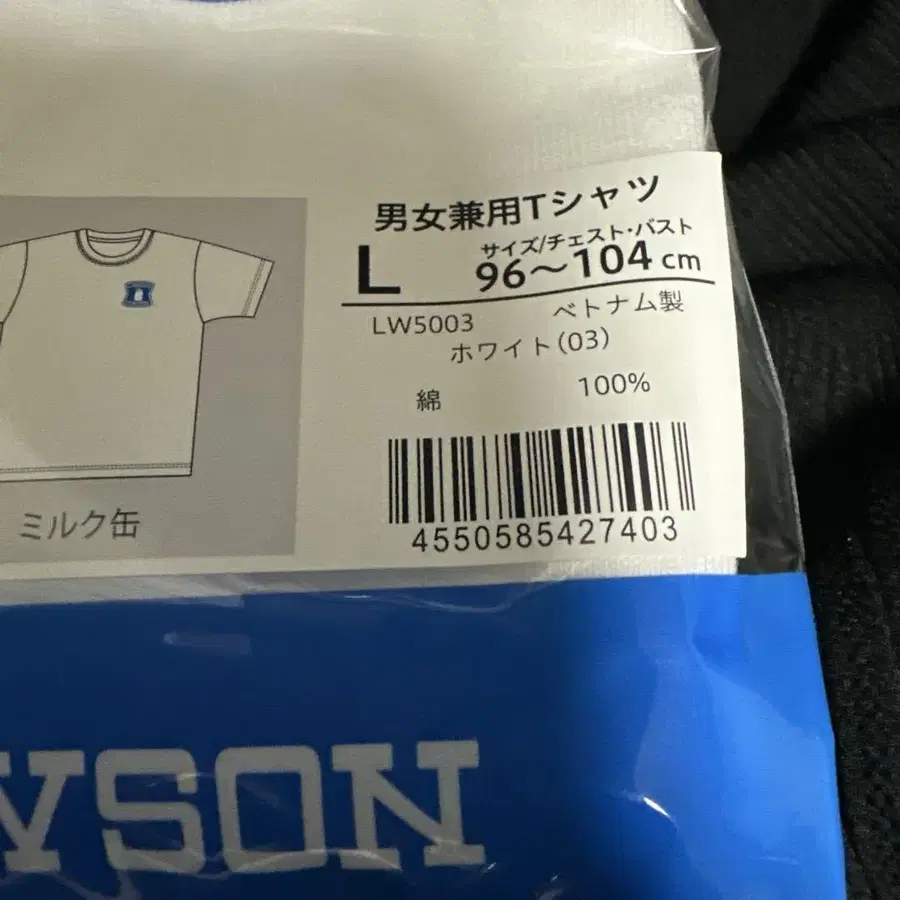 男女兼用Tシャツ
L
サイズ/チェスト・バスト
96〜104cm
LW5003
ベトナム製
ホワイト(03)
綿 100%
4550585427403
ミルク缶
WSON